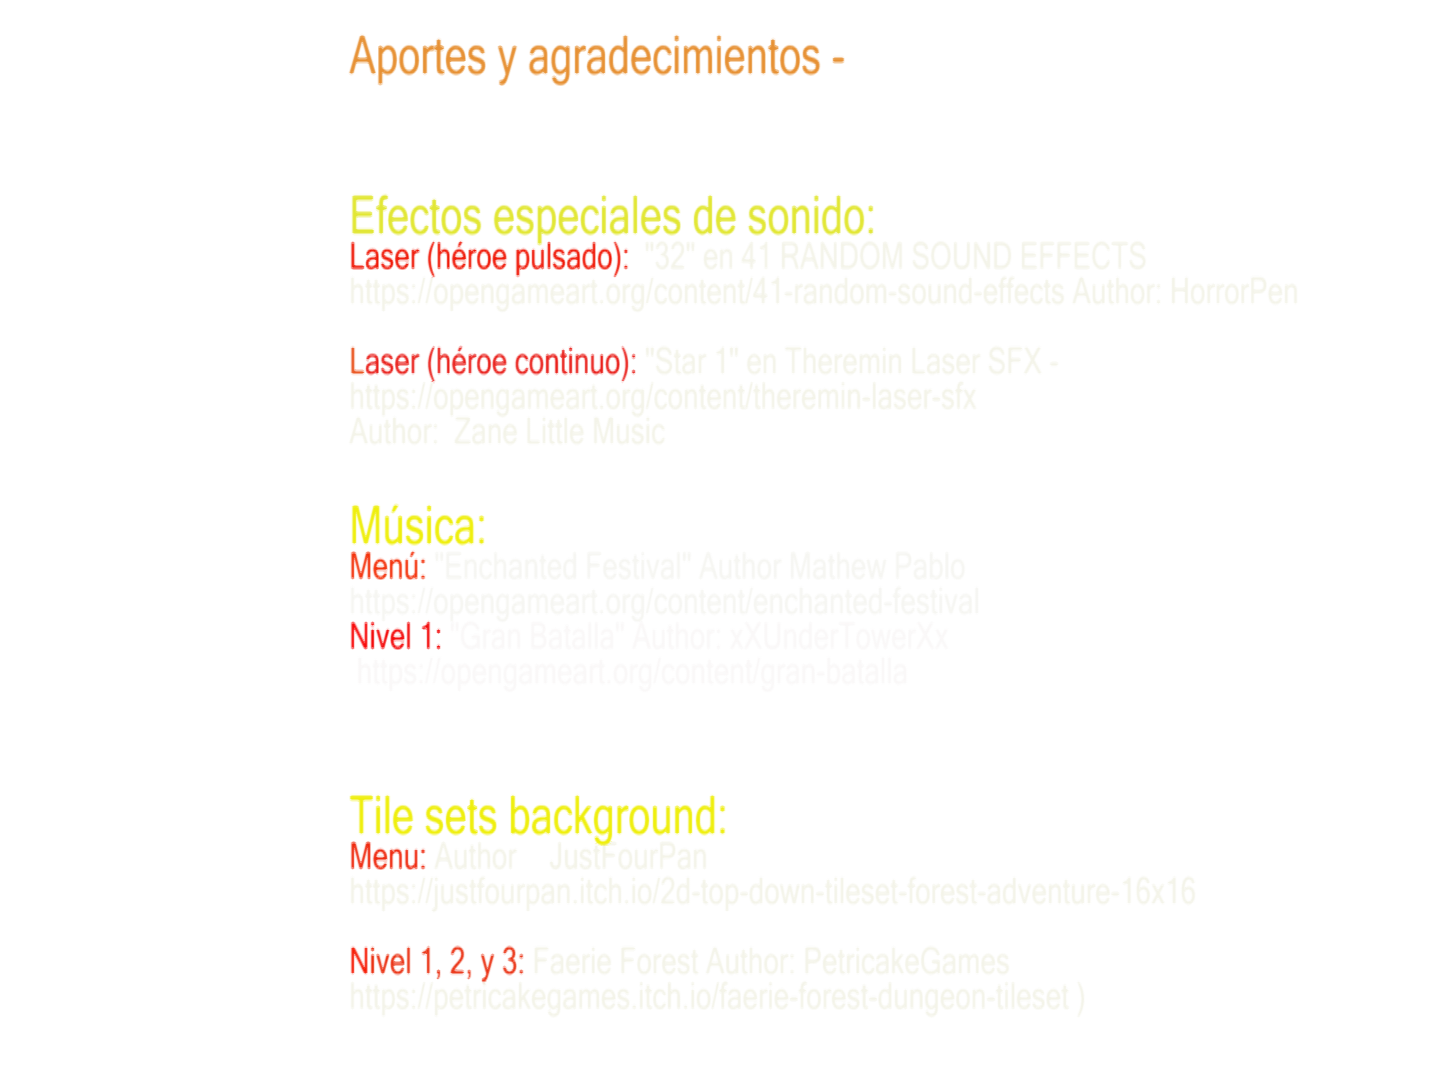 Aportes y agradecimientos -
Efectos especiales de sonido:
Laser (héroe pulsado): "32" en 41 RANDOM SOUND EFFECTS
https://opengameart.org/content/41-random-sound-effects Author: HorrorPen
Laser (héroe continuo): "Star 1" en Theremin Laser SFX -
https://opengameart.org/content/theremin-laser-sfx
Author: Zane Little Music
Música:
Menú: "Enchanted Festival" Author Mathew Pablo
https://opengameart.org/content/enchanted-festival
Nivel 1: "Gran Batalla" Author: xXUnderTowerXx
https://opengameart.org/content/gran-batalla
Tile sets background:
Menu: Author JustFourPan
https://justfourpan.itch.io/2d-top-down-tileset-forest-adventure-16x16
Nivel 1, 2, y 3: Faerie Forest Author: PetricakeGames
https://petricakegames.itch.io/faerie-forest-dungeon-tileset )